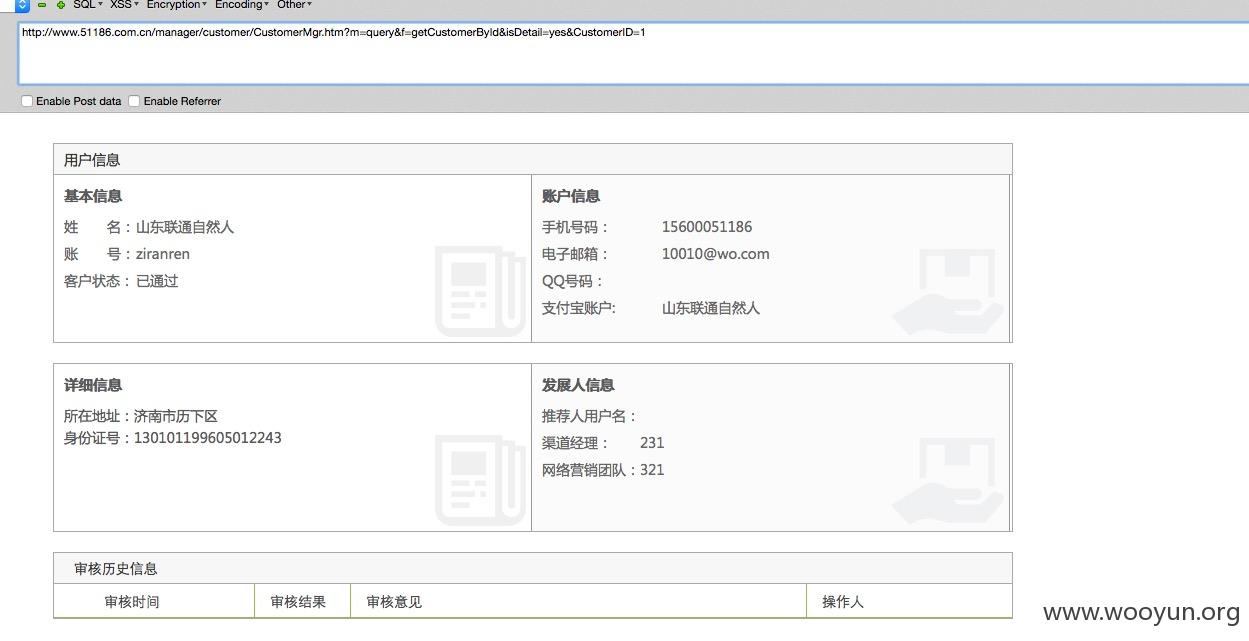 SQL XSS Encryption Encoding Other
http://www.51186.com.cn/manager/customer/CustomerMgr.htm?m=query&f=getCustomerById&isDetail=yes&CustomerID=1
Enable Post data Enable Referrer
用户信息
基本信息
姓 名：山东联通自然人
账 号：ziranren
客户状态：已通过
账户信息
手机号码： 15600051186
电子邮箱： 10010@wo.com
QQ号码：
支付宝账户: 山东联通自然人
详细信息
所在地址：济南市历下区
身份证号：130101199605012243
发展人信息
推荐人用户名：
渠道经理： 231
网络营销团队：321
审核历史信息
审核时间 审核结果 审核意见 操作人
www.wooyun.org